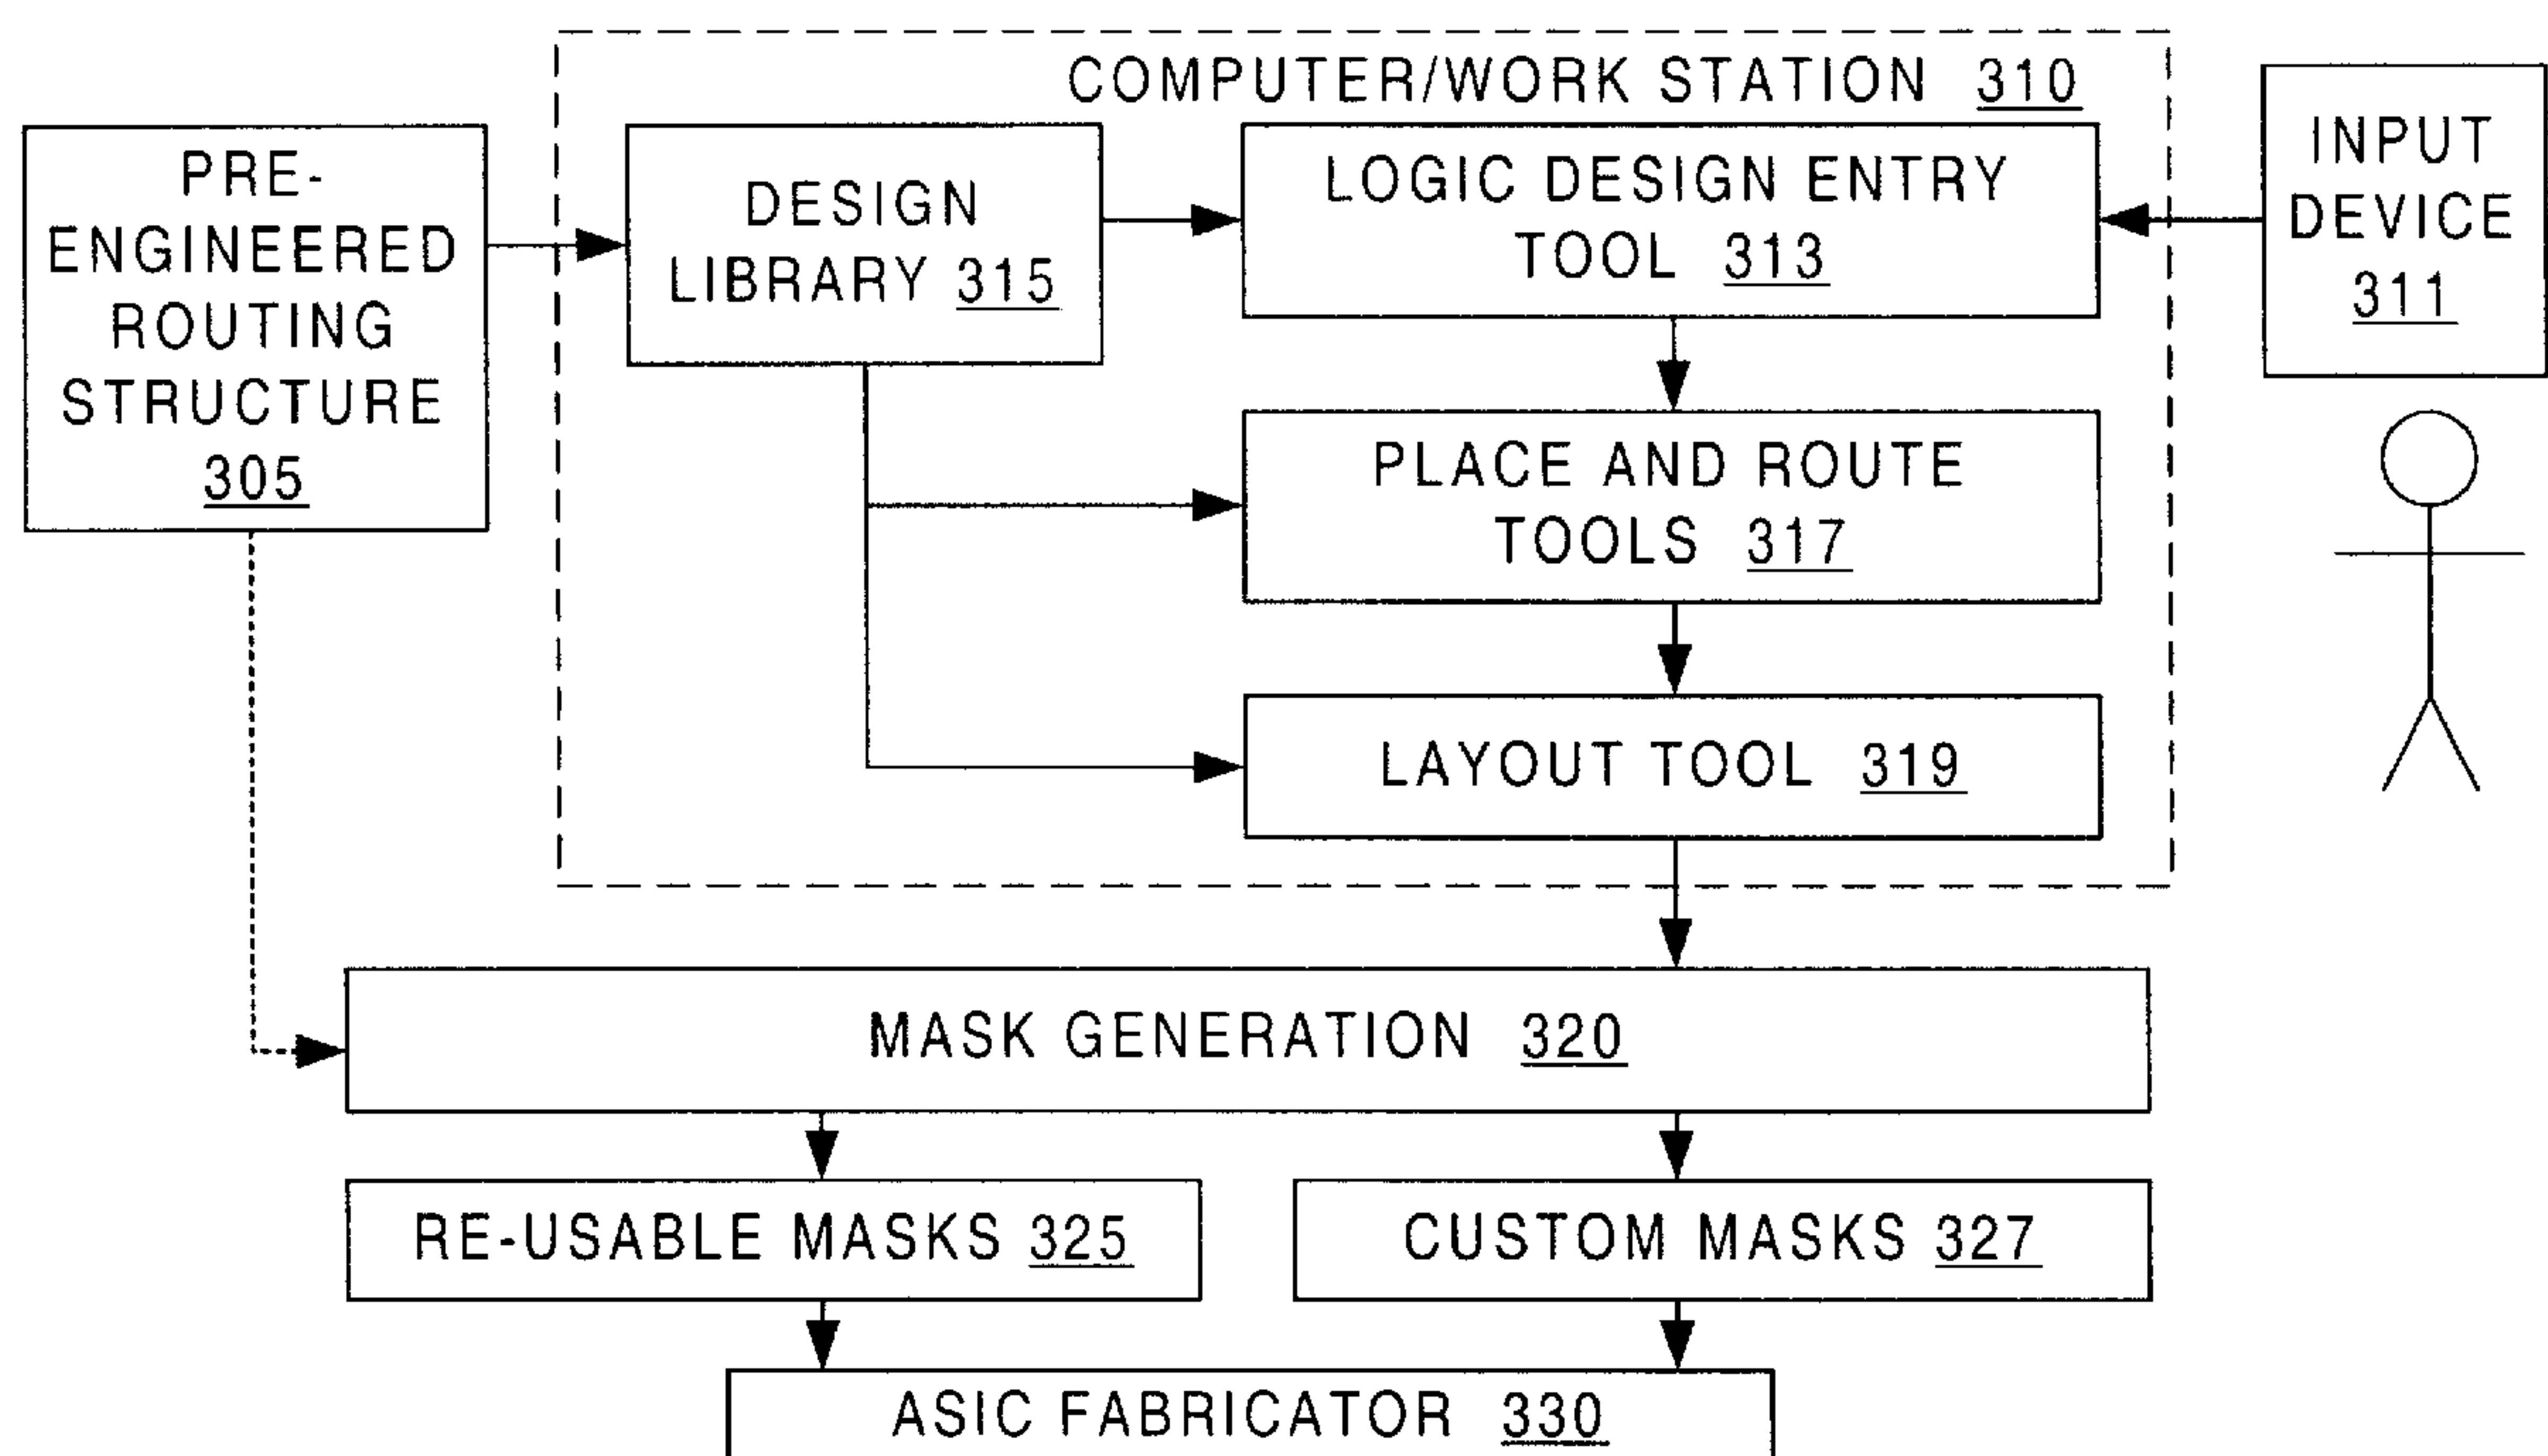 COMPUTER/WORK STATION 310
PRE-
ENGINEERED
ROUTING
STRUCTURE
305
DESIGN
LIBRARY 315
LOGIC DESIGN ENTRY
TOOL 313
INPUT
DEVICE
311
PLACE AND ROUTE
TOOLS 317
LAYOUT TOOL 319
MASK GENERATION 320
RE-USABLE MASKS 325
CUSTOM MASKS 327
ASIC FABRICATOR 330